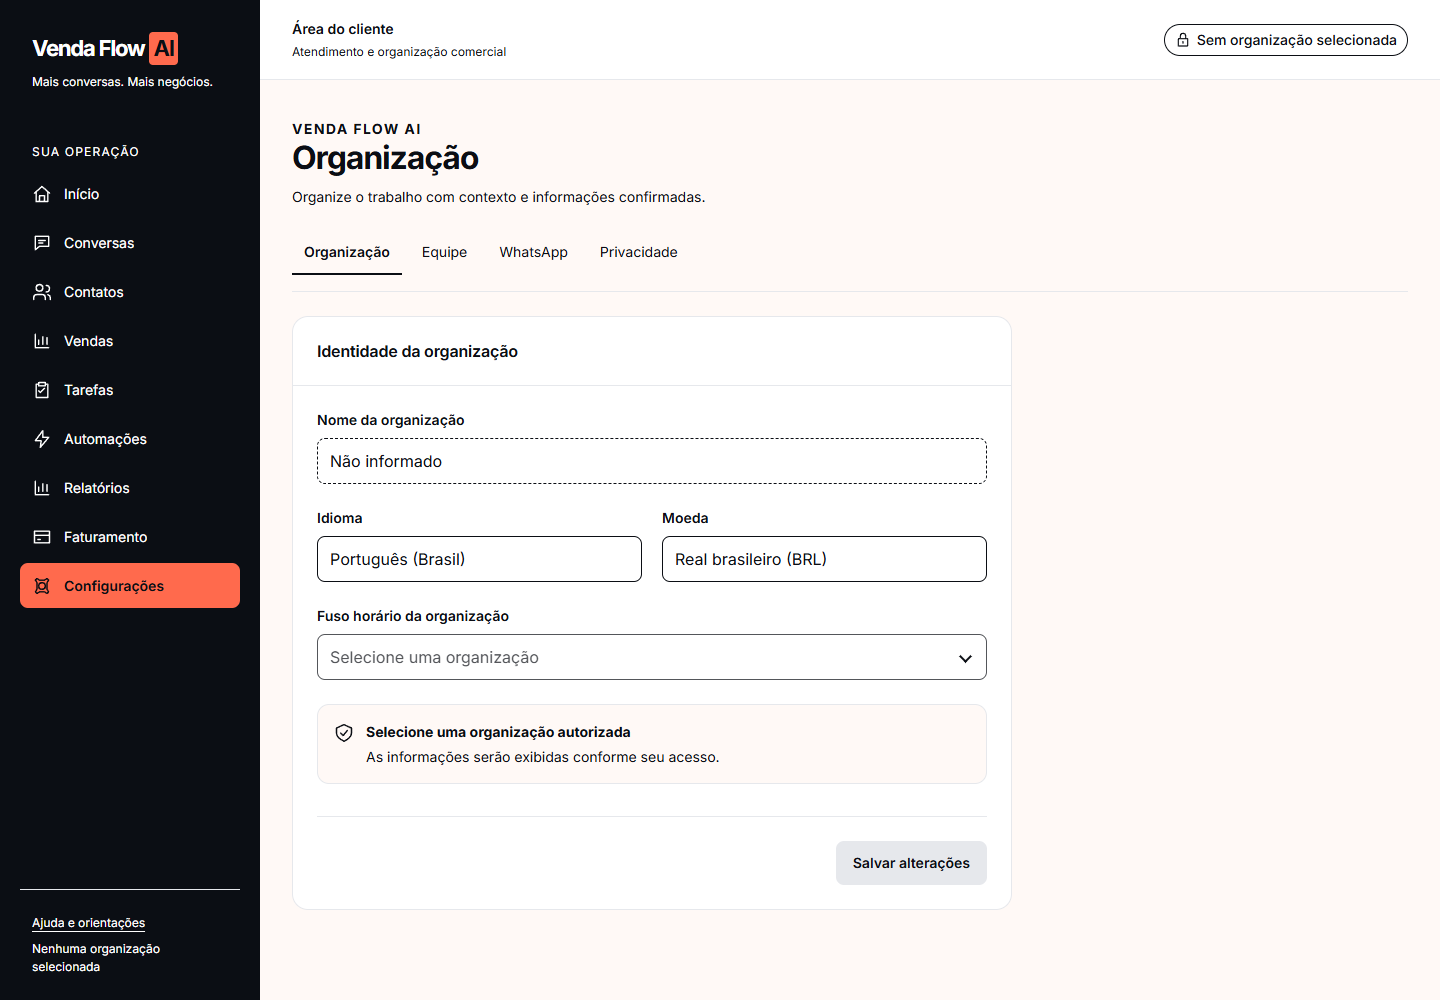 Venda Flow AI
Mais conversas. Mais negócios.
SUA OPERAÇÃO
Início
Conversas
Contatos
Vendas
Tarefas
Automações
Relatórios
Faturamento
Configurações
Ajuda e orientações
Nenhuma organização
selecionada
Área do cliente
Atendimento e organização comercial
Sem organização selecionada
VENDA FLOW AI
Organização
Organize o trabalho com contexto e informações confirmadas.
Organização Equipe WhatsApp Privacidade
Identidade da organização
Nome da organização
Não informado
Idioma Moeda
Português (Brasil) Real brasileiro (BRL)
Fuso horário da organização
Selecione uma organização
Selecione uma organização autorizada
As informações serão exibidas conforme seu acesso.
Salvar alterações